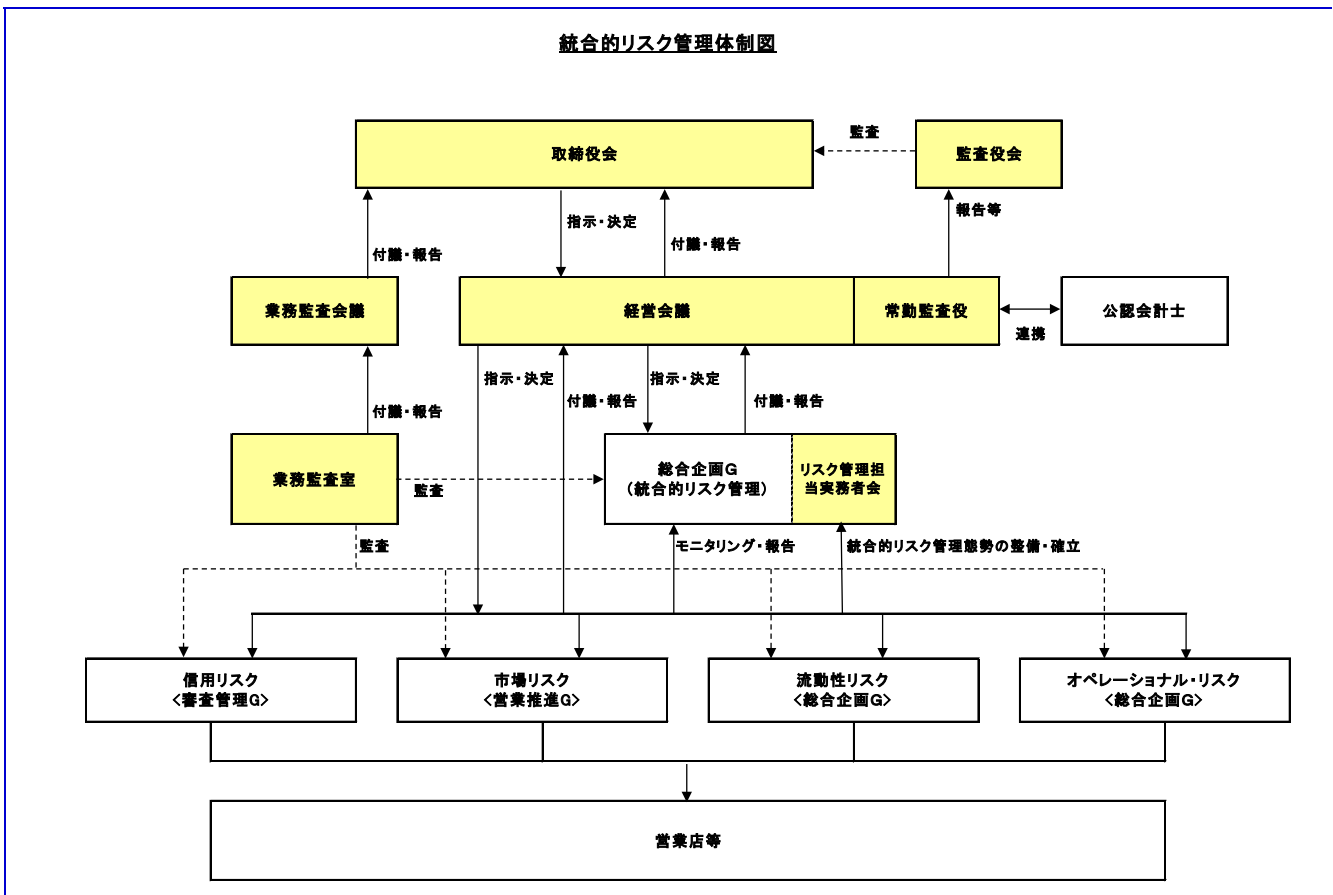 統合的リスク管理体制図
取締役会
監査
監査役会
指示・決定
付議・報告
付議・報告
報告等
業務監査会議
経営会議
常勤監査役
連携
公認会計士
付議・報告
指示・決定
付議・報告
指示・決定
付議・報告
業務監査室
監査
総合企画G
(統合的リスク管理)
リスク管理担
当実務者会
監査
モニタリング・報告
統合的リスク管理態勢の整備・確立
信用リスク
<審査管理G>
市場リスク
<営業推進G>
流動性リスク
<総合企画G>
オペレーショナル・リスク
<総合企画G>
営業店等